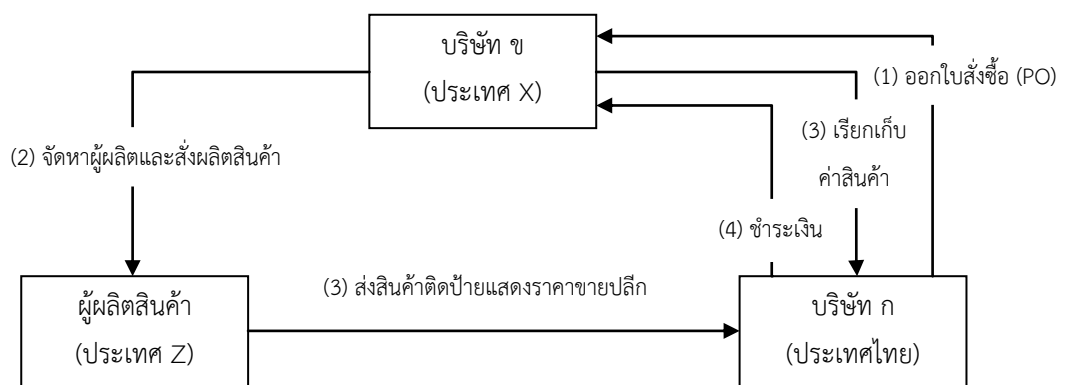 บริษัท ข
(ประเทศ X)
(1) ออกใบสั่งซื้อ (PO)
(2) จัดหาผู้ผลิตและสั่งผลิตสินค้า
(3) เรียกเก็บ
ค่าสินค้า
(4) ชำระเงิน
(3) ส่งสินค้าติดป้ายแสดงราคาขายปลีก
ผู้ผลิตสินค้า
(ประเทศ Z)
บริษัท ก
(ประเทศไทย)